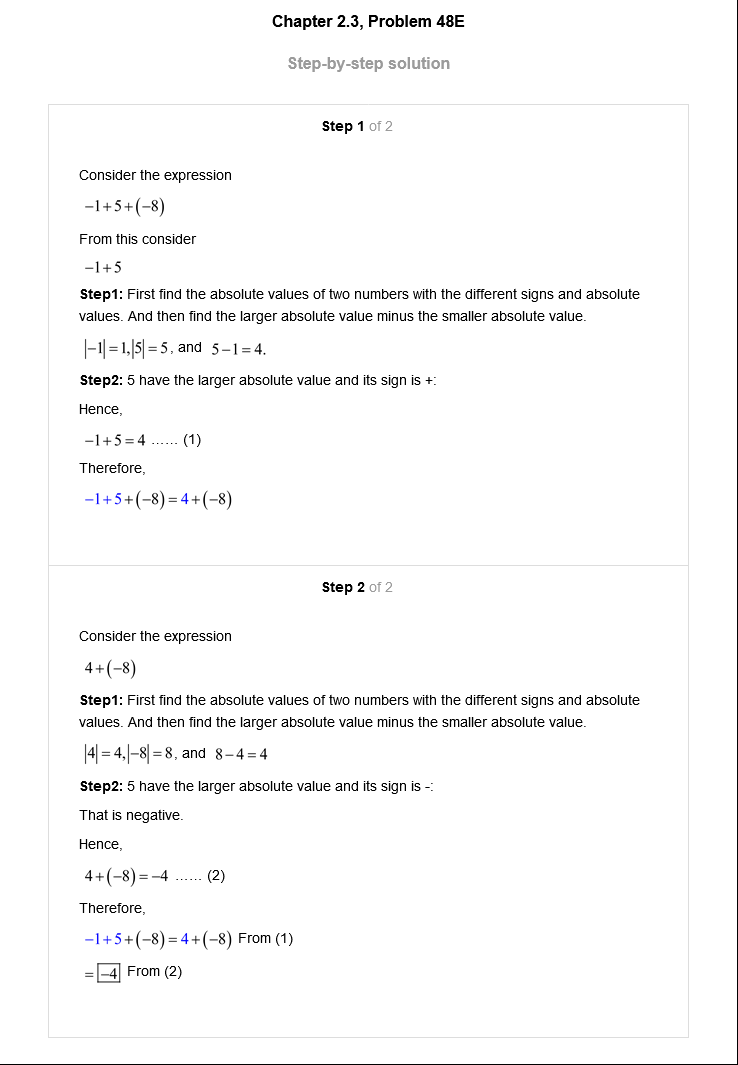 Chapter 2.3, Problem 48E
Step-by-step solution
Step 1 of 2
Consider the expression
−1+5+(−8)
From this consider
−1+5
Step1: First find the absolute values of two numbers with the different signs and absolute
values. And then find the larger absolute value minus the smaller absolute value.
|−1|=1,|5|=5, and 5−1=4.
Step2: 5 have the larger absolute value and its sign is +:
Hence,
−1+5=4 …… (1)
Therefore,
−1+5+(−8)=4+(−8)
Step 2 of 2
Consider the expression
4+(−8)
Step1: First find the absolute values of two numbers with the different signs and absolute
values. And then find the larger absolute value minus the smaller absolute value.
|4|=4,|−8|=8, and 8−4=4
Step2: 5 have the larger absolute value and its sign is -:
That is negative.
Hence,
4+(−8)=−4 …… (2)
Therefore,
−1+5+(−8)=4+(−8) From (1)
=−4 From (2)